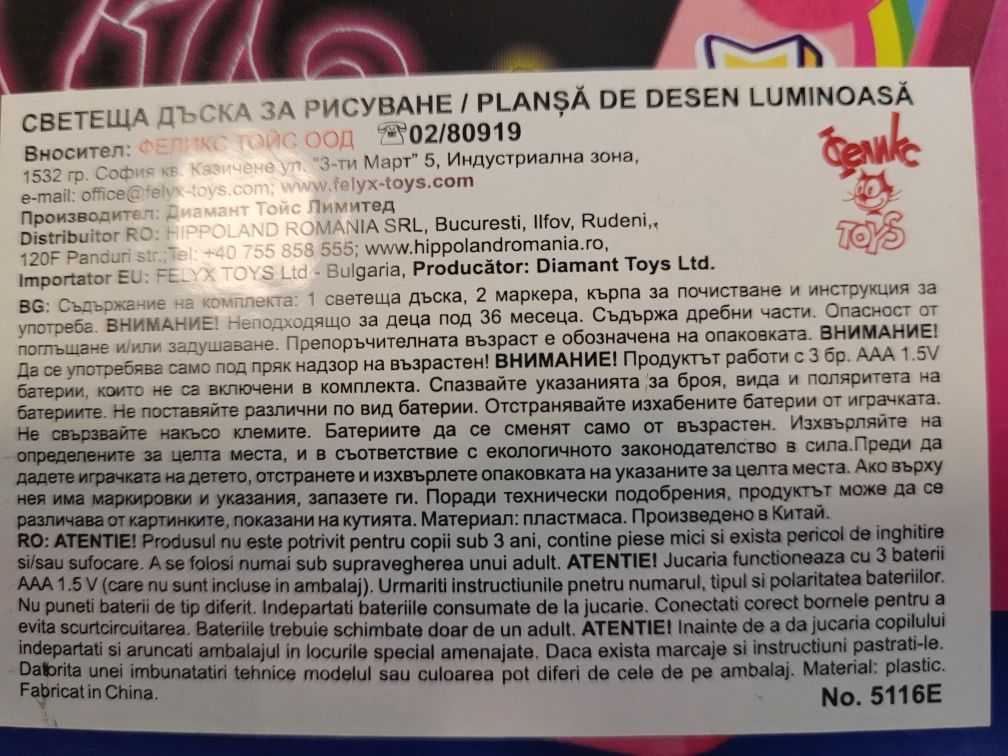 СВЕТЕЩА ДЪСКА ЗА РИСУВАНЕ / PLANȘĂ DE DESEN LUMINOASĂ
Вносител: ФЕЛИКС ТОЙС ООД ☎02/80919
1532 гр. София кв. Казичене ул. "3-ти Март" 5, Индустриална зона,
e-mail: office@felyx-toys.com; www.felyx-toys.com
Производител: Диамант Тойс Лимитед
Distribuitor RO: HIPPOLAND ROMANIA SRL, Bucuresti, Ilfov, Rudeni,,
120F Panduri str.;Tel: +40 755 858 555; www.hippolandromania.ro,
Importator EU: FELYX TOYS Ltd - Bulgaria, Producător: Diamant Toys Ltd.
Феликс
TOYS
BG: Съдържание на комплекта: 1 светеща дъска, 2 маркера, кърпа за почистване и инструкция за
употреба. ВНИМАНИЕ! Неподходящо за деца под 36 месеца. Съдържа дребни части. Опасност от
поглъщане и/или задушаване. Препоръчителната възраст е обозначена на опаковката. ВНИМАНИЕ!
Да се употребява само под пряк надзор на възрастен! ВНИМАНИЕ! Продуктът работи с 3 бр. ААА 1.5V
батерии, които не са включени в комплекта. Спазвайте указанията за броя, вида и поляритета на
батериите. Не поставяйте различни по вид батерии. Отстранявайте изхабените батерии от играчката.
Не свързвайте накъсо клемите. Батериите да се сменят само от възрастен. Изхвърляйте на
определените за целта места, и в съответствие с екологичното законодателство в сила.Преди да
дадете играчката на детето, отстранете и изхвърлете опаковката на указаните за целта места. Ако върху
нея има маркировки и указания, запазете ги. Поради технически подобрения, продуктът може да се
различава от картинките, показани на кутията. Материал: пластмаса. Произведено в Китай.
RO: ATENTIE! Produsul nu este potrivit pentru copii sub 3 ani, contine piese mici si exista pericol de inghitire
si/sau sufocare. A se folosi numai sub supravegherea unui adult. ATENTIE! Jucaria functioneaza cu 3 baterii
AAA 1.5 V (care nu sunt incluse in ambalaj). Urmariti instructiunile pnetru numarul, tipul si polaritatea bateriilor.
Nu puneti baterii de tip diferit. Indepartati bateriile consumate de la jucarie. Conectati corect bornele pentru a
evita scurtcircuitarea. Bateriile trebuie schimbate doar de un adult. ATENTIE! Inainte de a da jucaria copilului
indepartati si aruncati ambalajul in locurile special amenajate. Daca exista marcaje si instructiuni pastrati-le.
Datorita unei imbunatatiri tehnice modelul sau culoarea pot diferi de cele de pe ambalaj. Material: plastic.
Fabricat in China.
No. 5116E